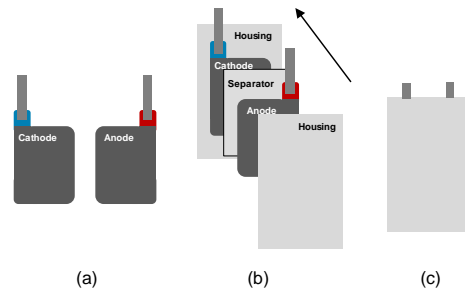 Cathode
Anode
Housing
Cathode
Separator
Anode
Housing
(a)
(b)
(c)